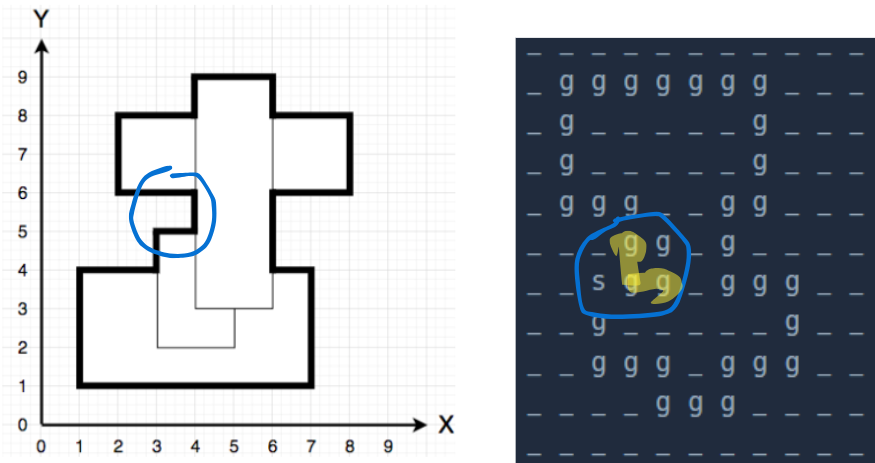 Y
9
8
7
6
5
4
3
2
1
0
X
0 1 2 3 4 5 6 7 8 9
_ _ _ _ _ _ _ _ _ _ _
_ g g g g g g g _ _ _
_ g _ _ _ _ _ g _ _ _
_ g _ _ _ _ _ g _ _ _
_ g g g _ _ g g _ _ _
_ _ _ g g _ g _ _ _ _
_ _ s g g _ g g g _ _
_ _ g _ _ _ _ _ g _ _
_ _ g g g _ g g g _ _
_ _ _ _ g g g _ _ _ _
_ _ _ _ _ _ _ _ _ _ _